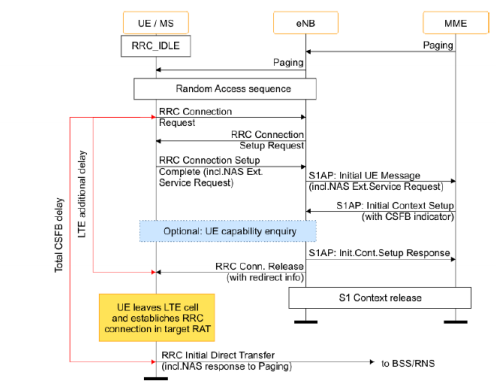 UE / MS
eNB
MME
RRC_IDLE
Paging
Paging
Random Access sequence
RRC Connection
Request
RRC Connection
Setup Request
RRC Connection Setup
Complete (incl.NAS Ext.
Service Request)
S1AP: Initial UE Message
(incl.NAS Ext.Service Request)
S1AP: Initial Context Setup
(with CSFB indicator)
Optional: UE capability enquiry
S1AP: Init.Cont.Setup Response
RRC Conn. Release
(with redirect info)
S1 Context release
UE leaves LTE cell
and establiches RRC
connection in target RAT
RRC Initial Direct Transfer
(incl.NAS response to Paging)
to BSS/RNS
Total CSFB delay
LTE additional delay